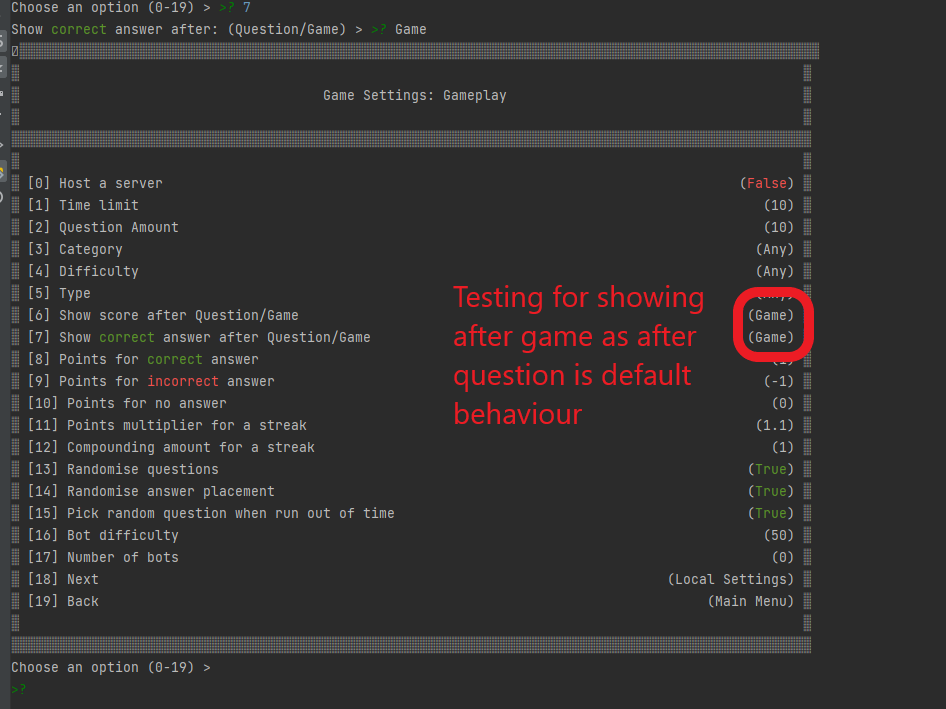 Choose an option (0-19) > >? 7
Show correct answer after: (Question/Game) > >? Game
Game Settings: Gameplay
[0] Host a server (False)
[1] Time limit (10)
[2] Question Amount (10)
[3] Category (Any)
[4] Difficulty (Any)
[5] Type (Any)
[6] Show score after Question/Game (Game)
[7] Show correct answer after Question/Game (Game)
[8] Points for correct answer (1)
[9] Points for incorrect answer (-1)
[10] Points for no answer (0)
[11] Points multiplier for a streak (1.1)
[12] Compounding amount for a streak (1)
[13] Randomise questions (True)
[14] Randomise answer placement (True)
[15] Pick random question when run out of time (True)
[16] Bot difficulty (50)
[17] Number of bots (0)
[18] Next (Local Settings)
[19] Back (Main Menu)
Testing for showing
after game as after
question is default
behaviour
Choose an option (0-19) >
>?